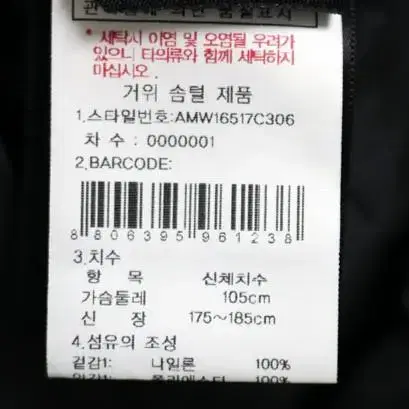 * 세탁시 이염 및 오염될 우려가
있으니 타의류와 함께 세탁하지
마십시오.
거위 솜털 제품
1.스타일번호:AMW16517C306
차 수 : 0000001
2.BARCODE:
8 806395 961238
3.치수
항 목 신체치수
가슴둘레 105cm
신 장 175~185cm
4.섬유의 조성
겉감1: 나일론 100%
100%